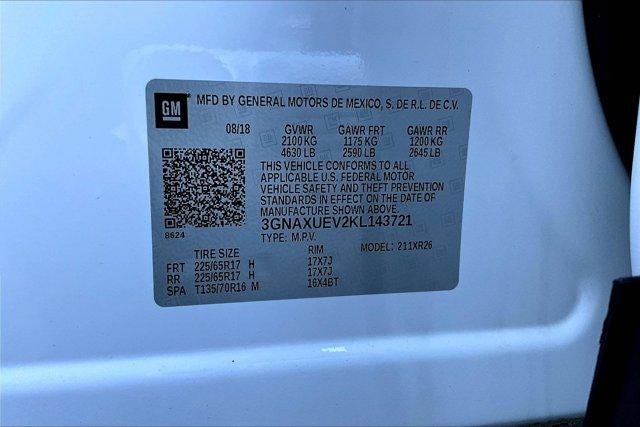 GM
MFD BY GENERAL MOTORS DE MEXICO, S. DE R.L. DE C.V.
08/18 GVWR GAWR FRT GAWR RR
2100 KG 1175 KG 1200 KG
4630 LB 2590 LB 2645 LB
THIS VEHICLE CONFORMS TO ALL
APPLICABLE U.S. FEDERAL MOTOR
VEHICLE SAFETY AND THEFT PREVENTION
STANDARDS IN EFFECT ON THE DATE OF
MANUFACTURE SHOWN ABOVE.
3GNAXUEV2KL143721
8624
TYPE: M.P.V. MODEL: 211XR26
TIRE SIZE RIM
FRT 225/65R17 H 17X7J
RR 225/65R17 H 17X7J
SPA T135/70R16 M 16X4BT